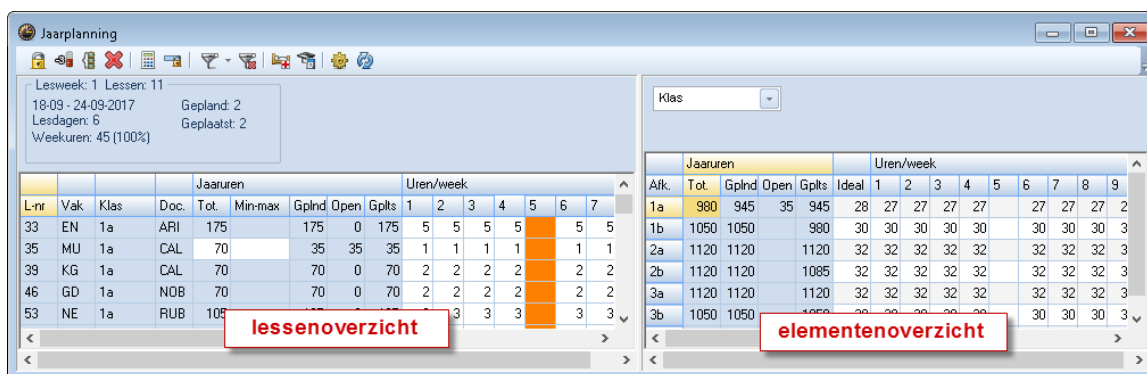 Jaarplanning
Lesweek: 1 Lessen: 11
18-09 - 24-09-2017 Gepland: 2
Lesdagen: 6 Geplaatst: 2
Weekuren: 45 (100%)
Jaaruren Uren/week
L-nr Vak Klas Doc. Tot. Min-max Gplnd Open Gplts 1 2 3 4 5 6 7
33 EN 1a ARI 175 175 0 175 5 5 5 5 5 5
35 MU 1a CAL 70 35 35 35 1 1 1 1 1 1
39 KG 1a CAL 70 70 0 70 2 2 2 2 2 2
46 GD 1a NOB 70 70 0 70 2 2 2 2 2 2
53 NE 1a RUB 3 3 3 3 3
lessenoverzicht
Klas
Jaaruren Uren/week
Afk. Tot. Gplnd Open Gplts Ideal 1 2 3 4 5 6 7 8 9
1a 980 945 35 945 28 27 27 27 27 27 27 27 2
1b 1050 1050 980 30 30 30 30 30 30 30 30 3
2a 1120 1120 1120 32 32 32 32 32 32 32 32 3
2b 1120 1120 1085 32 32 32 32 32 32 32 32 3
3a 1120 1120 1120 32 32 32 32 32 32 32 32 3
3b 1050 1050 30 30 30 3
elementenoverzicht